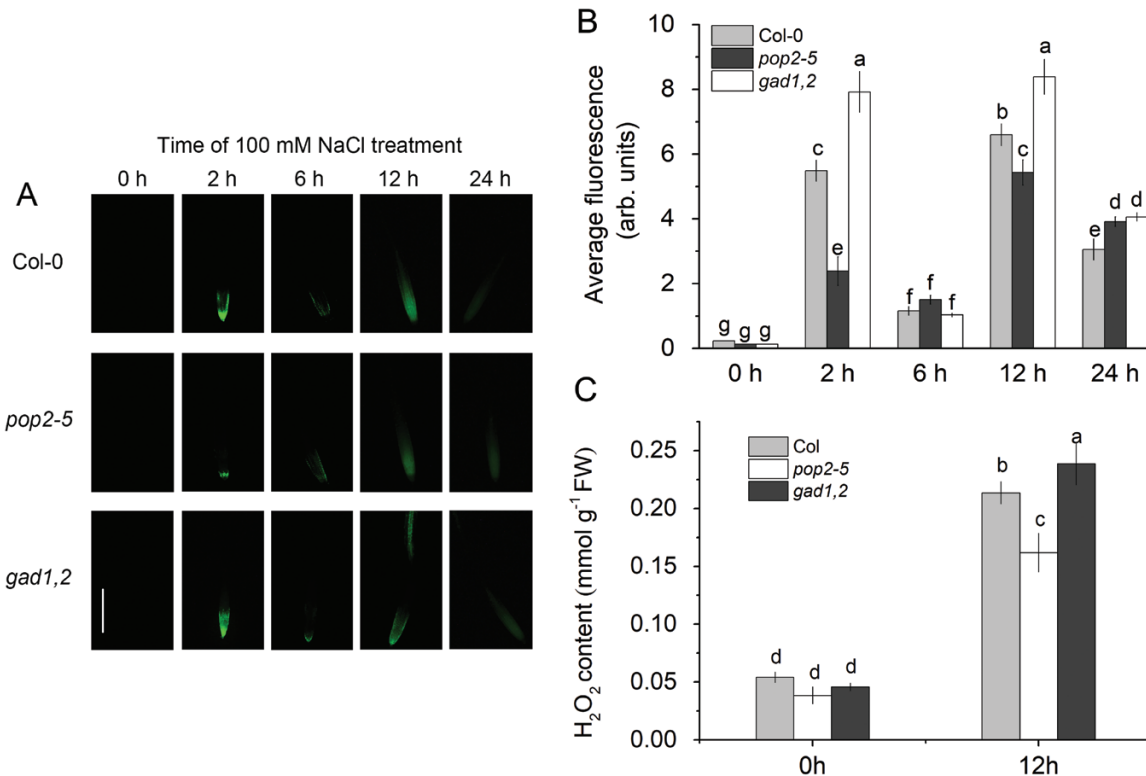 Time of 100 mM NaCl treatment
A
0 h 2 h 6 h 12 h 24 h
Col-0
pop2-5
gad1,2
B
Average fluorescence
(arb. units)
10
8
6
4
2
0
Col-0
pop2-5
gad1,2
g g g
c e a
f f f
b c a
e d d
0 h 2 h 6 h 12 h 24 h
C
H₂O₂ content (mmol g⁻¹ FW)
0.25
0.20
0.15
0.10
0.05
0.00
Col
pop2-5
gad1,2
d d d
b c a
0h 12h